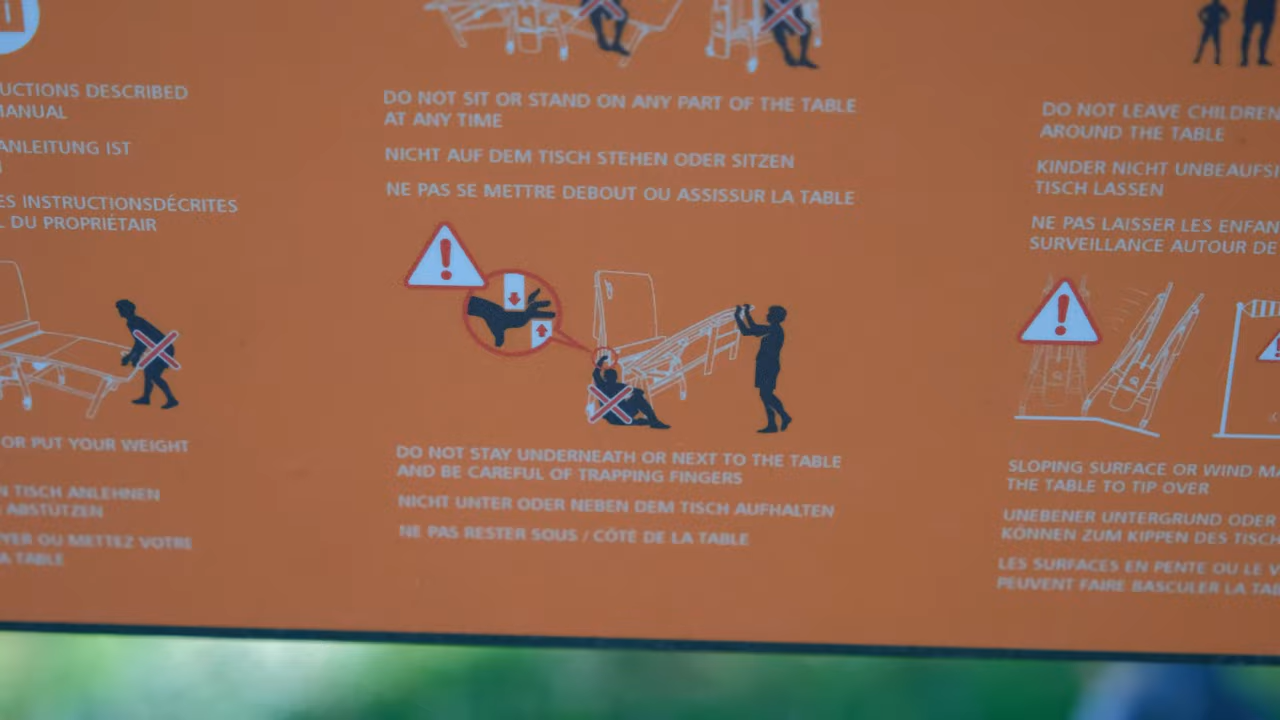 UCTIONS DESCRIBED
MANUAL
ANLEITUNG IST
ES INSTRUCTIONSDÉCRITES
L DU PROPRIÉTAIR
OR PUT YOUR WEIGHT
N TISCH ANLEHNEN
ABSTÜTZEN
YER OU METTEZ VOTRE
A TABLE
DO NOT SIT OR STAND ON ANY PART OF THE TABLE
AT ANY TIME
NICHT AUF DEM TISCH STEHEN ODER SITZEN
NE PAS SE METTRE DEBOUT OU ASSISSUR LA TABLE
DO NOT STAY UNDERNEATH OR NEXT TO THE TABLE
AND BE CAREFUL OF TRAPPING FINGERS
NICHT UNTER ODER NEBEN DEM TISCH AUFHALTEN
NE PAS RESTER SOUS / CÔTÉ DE LA TABLE
DO NOT LEAVE CHILDREN
AROUND THE TABLE
KINDER NICHT UNBEAUFSI
TISCH LASSEN
NE PAS LAISSER LES ENFAN
SURVEILLANCE AUTOUR DE
SLOPING SURFACE OR WIND MA
THE TABLE TO TIP OVER
UNEBENER UNTERGRUND ODER
KÖNNEN ZUM KIPPEN DES TISCH
LES SURFACES EN PENTE OU LE V
PEUVENT FAIRE BASCULER LA TAB